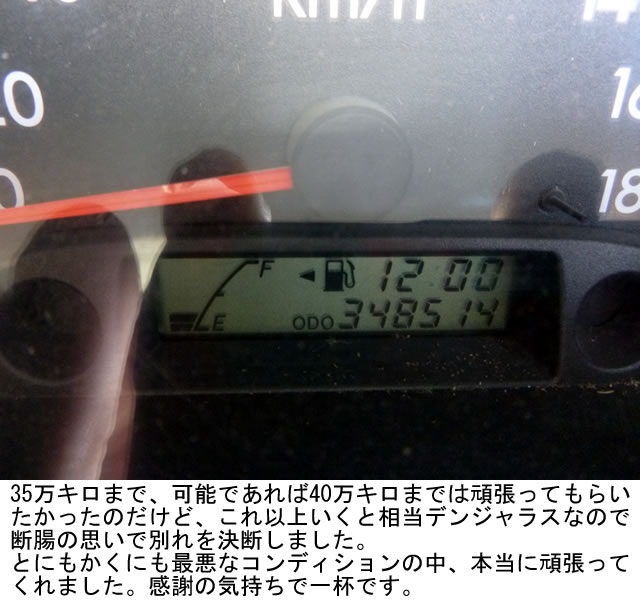 Km/h
20
0
14
16
18
F
12:00
E
ODO 348514
35万キロまで、可能であれば40万キロまでは頑張ってもらい
たかったのだけど、これ以上いくと相当デンジャラスなので
断腸の思いで別れを決断しました。
とにもかくにも最悪なコンディションの中、本当に頑張って
くれました。感謝の気持ちで一杯です。